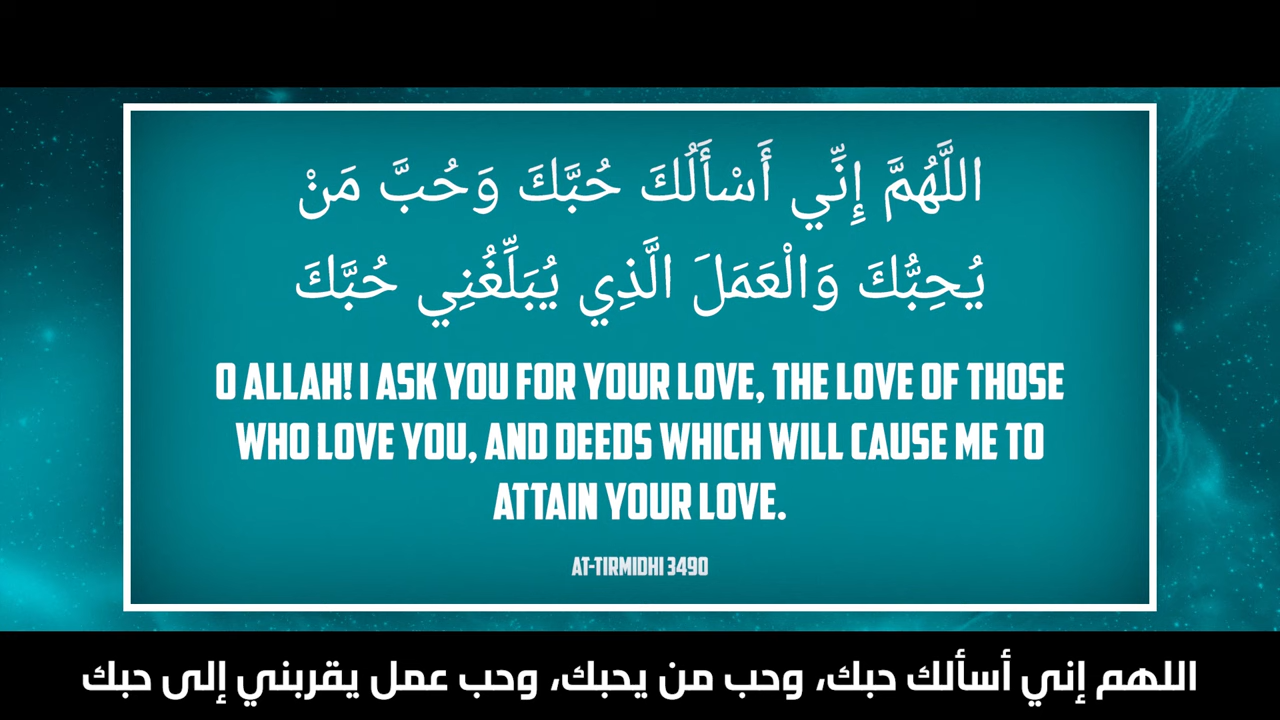 اللَّهُمَّ إِنِّي أَسْأَلُكَ حُبَّكَ وَحُبَّ مَنْ
يُحِبُّكَ وَالْعَمَلَ الَّذِي يُبَلِّغُنِي حُبَّكَ
O ALLAH! I ASK YOU FOR YOUR LOVE, THE LOVE OF THOSE
WHO LOVE YOU, AND DEEDS WHICH WILL CAUSE ME TO
ATTAIN YOUR LOVE.
AT-TIRMIDHI 3490
اللهم إني أسألك حبك، وحب من يحبك، وحب عمل يقربني إلى حبك